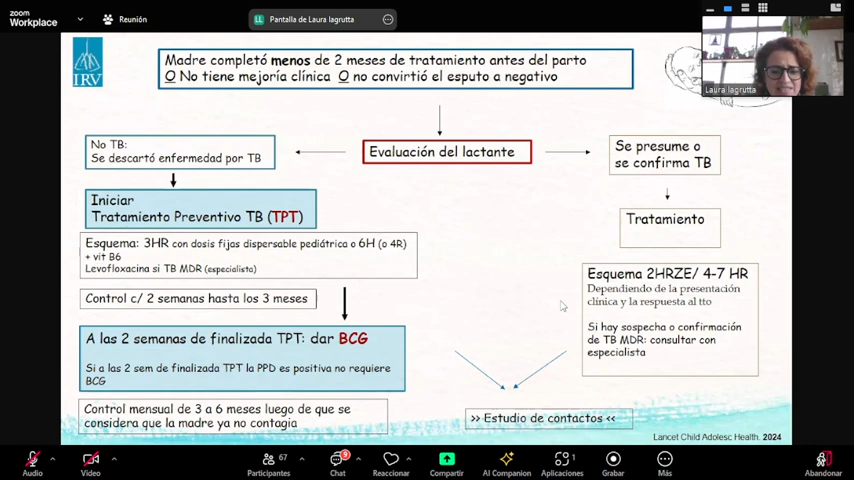 zoom
Workplace
Reunión
Pantalla de Laura lagrutta
Laura lagrutta
IRV
Madre completó menos de 2 meses de tratamiento antes del parto
O No tiene mejoría clínica O no convirtió el esputo a negativo
No TB:
Se descartó enfermedad por TB
Evaluación del lactante
Se presume o
se confirma TB
Iniciar
Tratamiento Preventivo TB (TPT)
Tratamiento
Esquema: 3HR con dosis fijas dispersable pediátrica o 6H (o 4R)
+ vit B6
Levofloxacina si TB MDR (especialista)
Esquema 2HRZE/ 4-7 HR
Dependiendo de la presentación
clínica y la respuesta al tto
Si hay sospecha o confirmación
de TB MDR: consultar con
especialista
Control c/ 2 semanas hasta los 3 meses
A las 2 semanas de finalizada TPT: dar BCG
Si a las 2 sem de finalizada TPT la PPD es positiva no requiere
BCG
Control mensual de 3 a 6 meses luego de que se
considera que la madre ya no contagia
>> Estudio de contactos <<
Lancet Child Adolesc Health. 2024
Audio
Video
67
Participantes
9
Chat
Reaccionar
Compartir
AI Companion
1
Aplicaciones
Grabar
Más
Abandonar